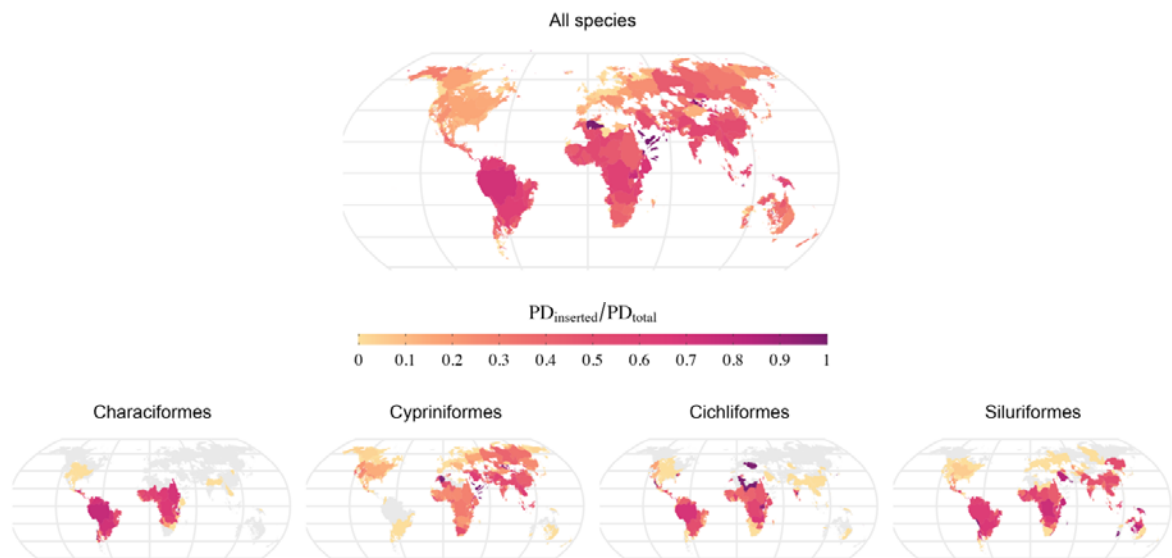 All species
PDinserted/PDtotal
0 0.1 0.2 0.3 0.4 0.5 0.6 0.7 0.8 0.9 1
Characiformes Cypriniformes Cichliformes Siluriformes